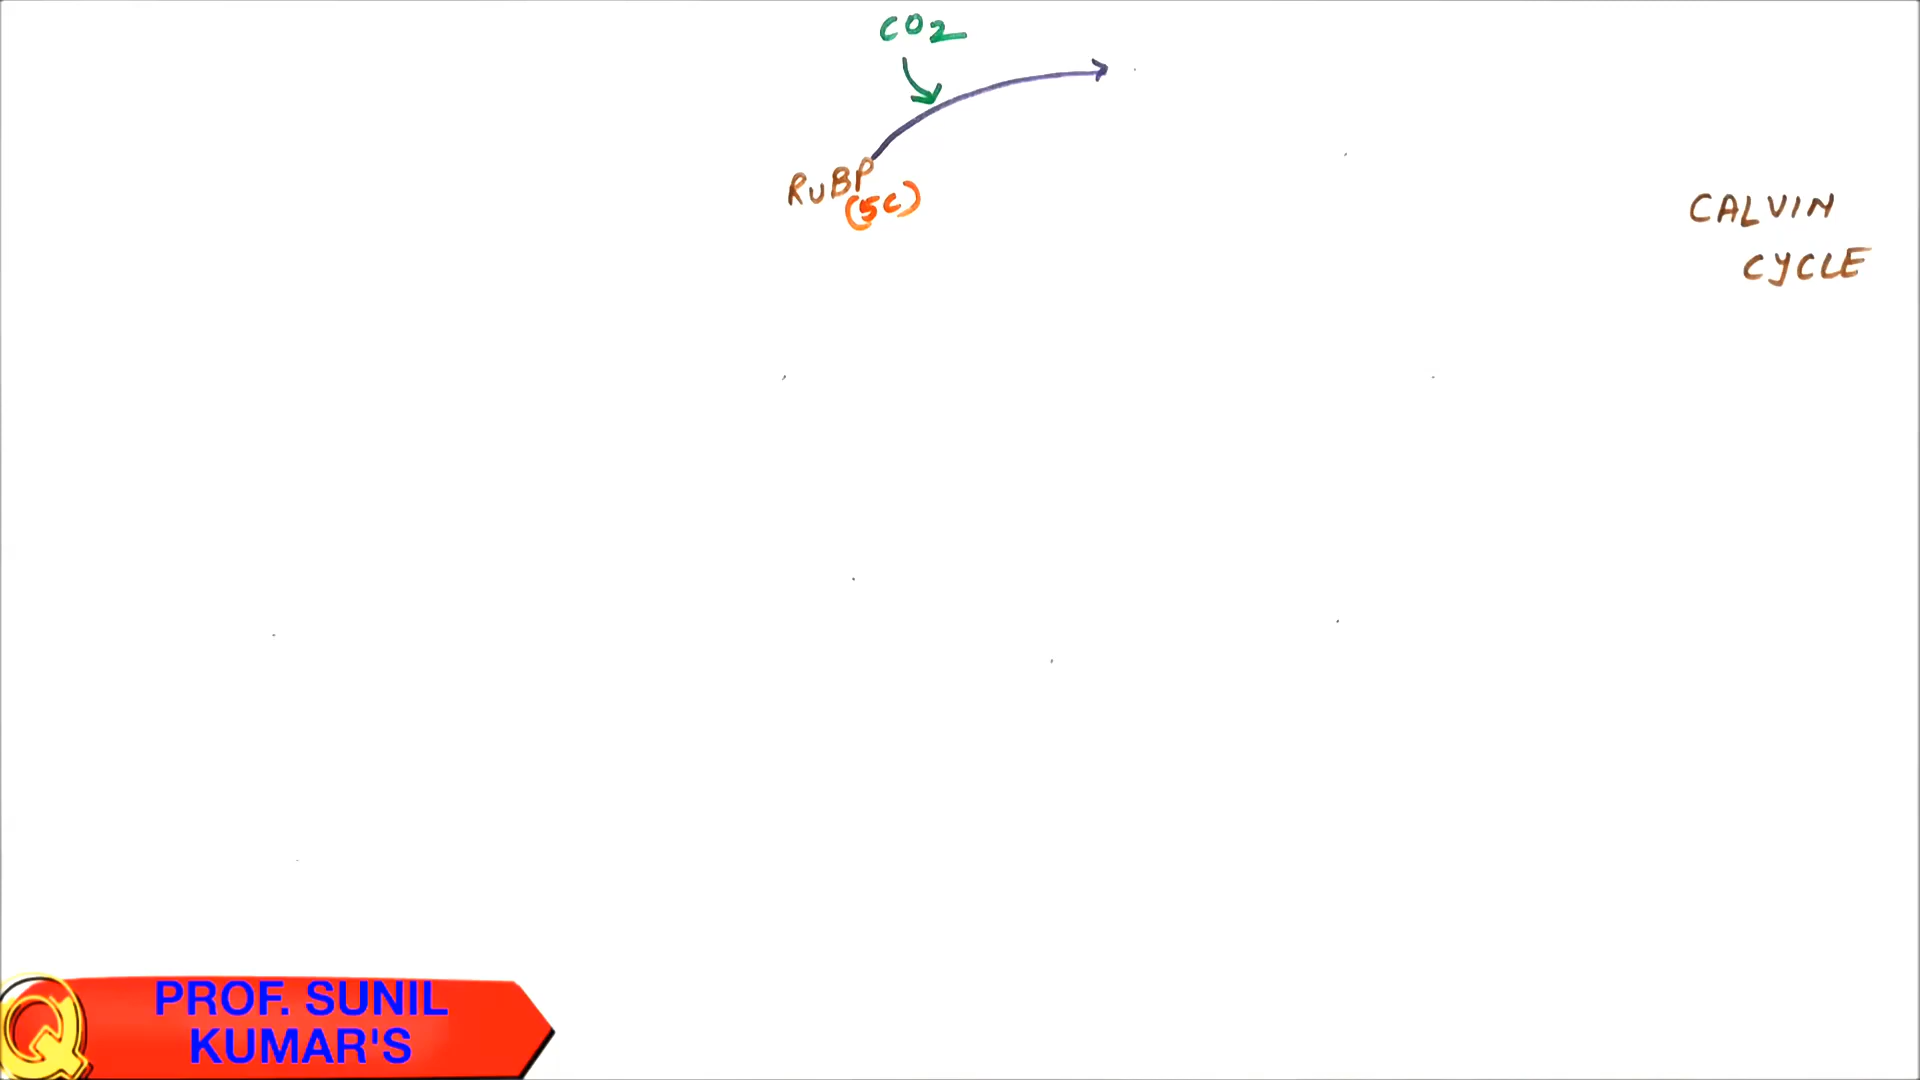 CO2
RuBP
(5C)
CALVIN
CYCLE
PROF. SUNIL
KUMAR'S